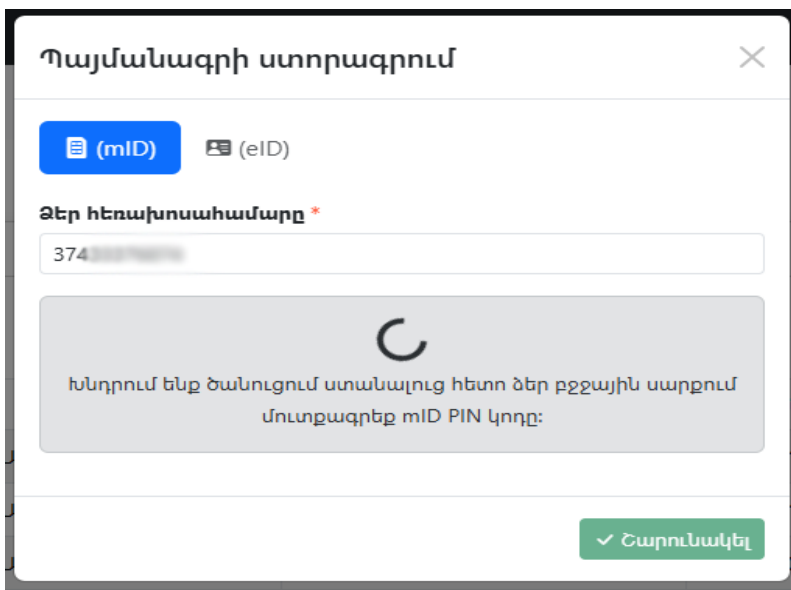 Պայմանագրի ստորագրում
(mID) (eID)
Ձեր հեռախոսահամարը *
374
Խնդրում ենք ծանուցում ստանալուց հետո ձեր բջջային սարքում
մուտքագրեք mID PIN կոդը:
Շարունակել